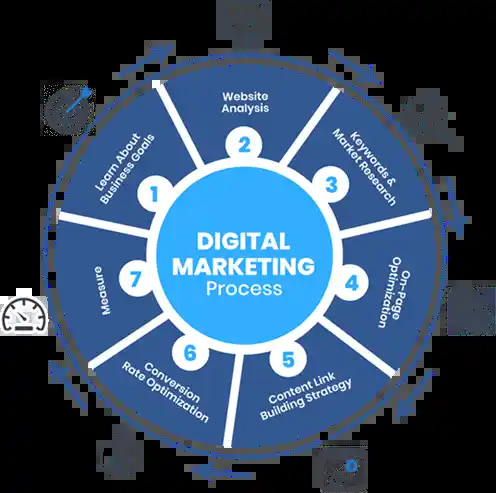 DIGITAL
MARKETING
Process
1
Learn About
Business Goals
2
Website
Analysis
3
Keywords &
Market Research
4
On-Page
Optimization
5
Content Link
Building Strategy
6
Conversion
Rate Optimization
7
Measure